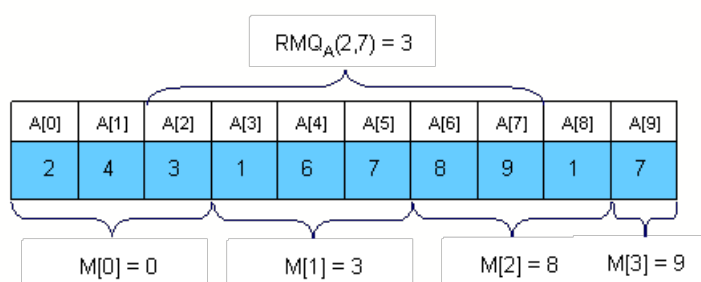 RMQA(2,7) = 3
A[0] A[1] A[2] A[3] A[4] A[5] A[6] A[7] A[8] A[9]
2 4 3 1 6 7 8 9 1 7
M[0] = 0 M[1] = 3 M[2] = 8 M[3] = 9